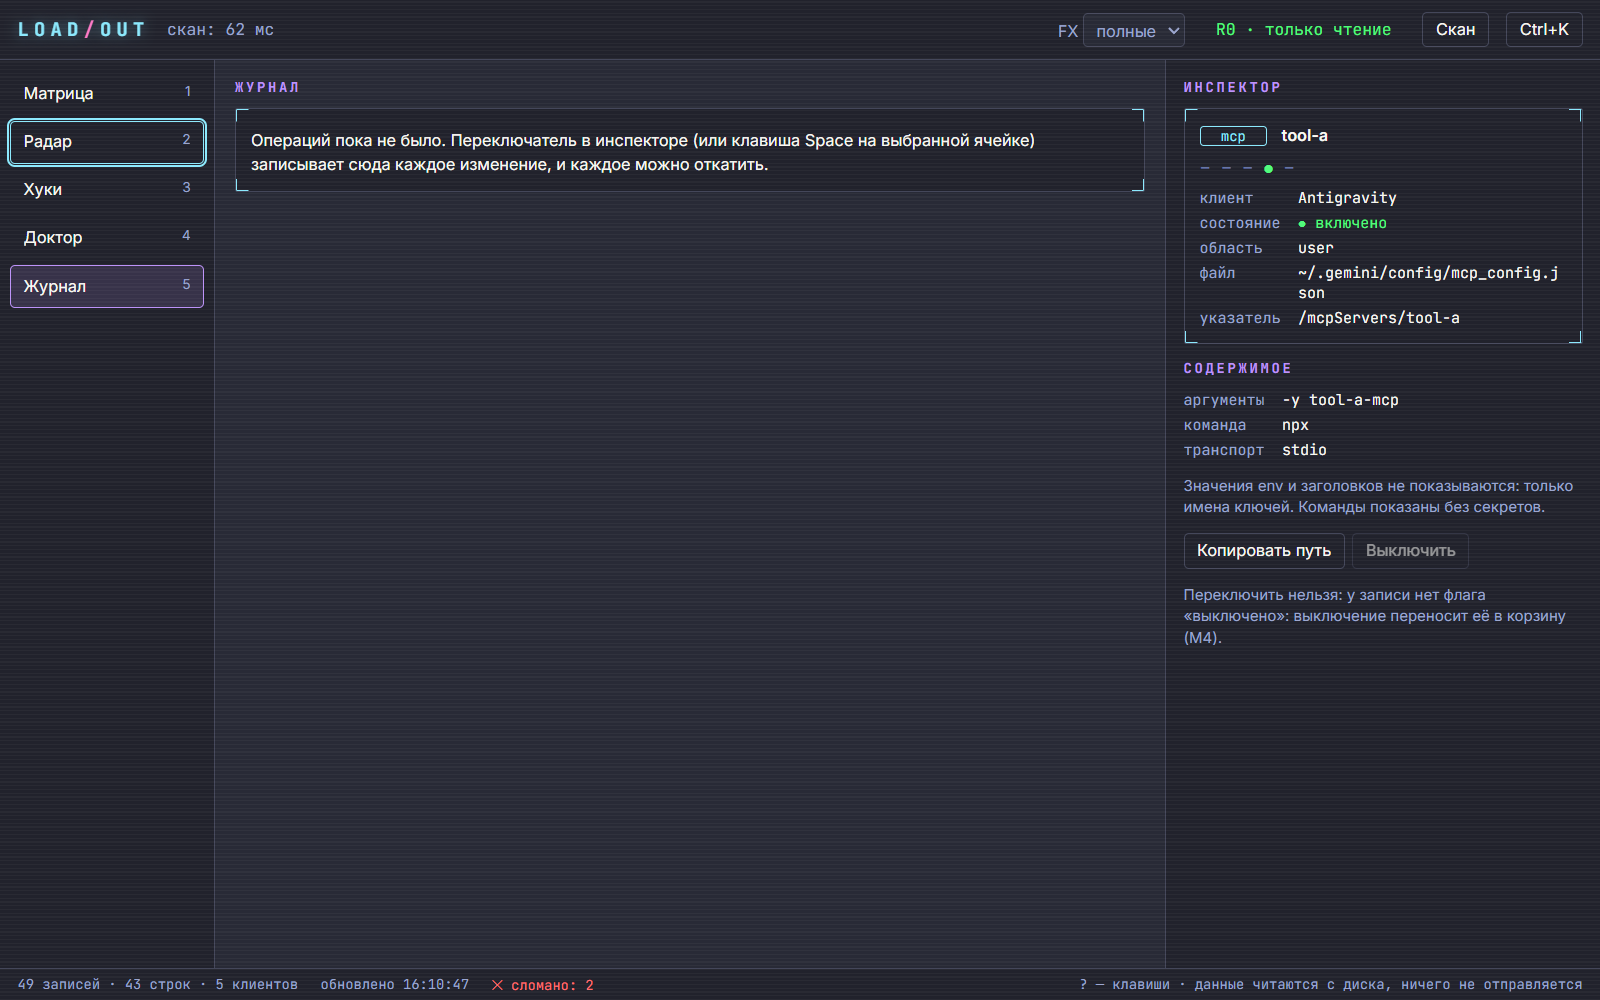 LOAD/OUT скан: 62 мс FX полные R0 · только чтение Скан Ctrl+K
Матрица 1
Радар 2
Хуки 3
Доктор 4
Журнал 5
ЖУРНАЛ
Операций пока не было. Переключатель в инспекторе (или клавиша Space на выбранной ячейке)
записывает сюда каждое изменение, и каждое можно откатить.
ИНСПЕКТОР
mcp tool-a
— — — ● —
клиент Antigravity
состояние ● включено
область user
файл ~/.gemini/config/mcp_config.j
son
указатель /mcpServers/tool-a
СОДЕРЖИМОЕ
аргументы -y tool-a-mcp
команда npx
транспорт stdio
Значения env и заголовков не показываются: только
имена ключей. Команды показаны без секретов.
Копировать путь Выключить
Переключить нельзя: у записи нет флага
«выключено»: выключение переносит её в корзину
(M4).
49 записей · 43 строк · 5 клиентов обновлено 16:10:47 ✕ сломано: 2 ? — клавиши · данные читаются с диска, ничего не отправляется